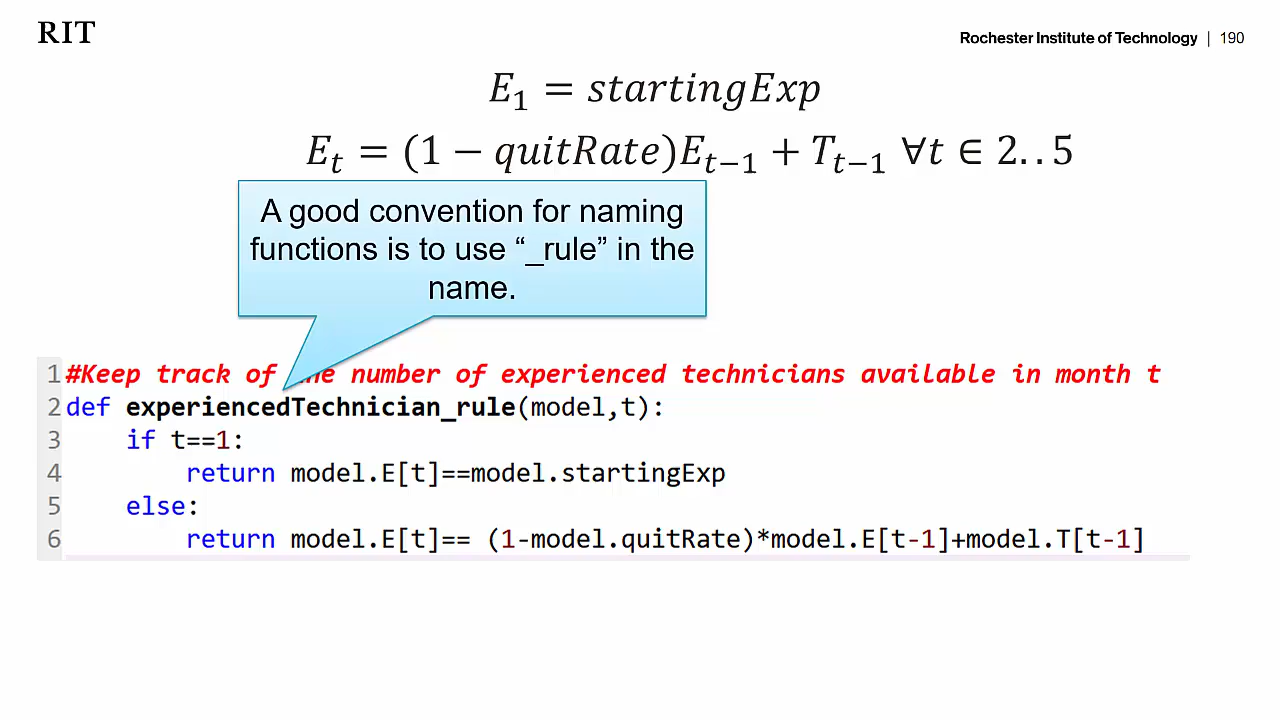 RIT
Rochester Institute of Technology | 190
E₁ = startingExp
Eₜ = (1 − quitRate)Eₜ₋₁ + Tₜ₋₁ ∀t ∈ 2..5
A good convention for naming
functions is to use “_rule” in the
name.
1 #Keep track of number of experienced technicians available in month t
2 def experiencedTechnician_rule(model,t):
3     if t==1:
4         return model.E[t]==model.startingExp
5     else:
6         return model.E[t]== (1-model.quitRate)*model.E[t-1]+model.T[t-1]